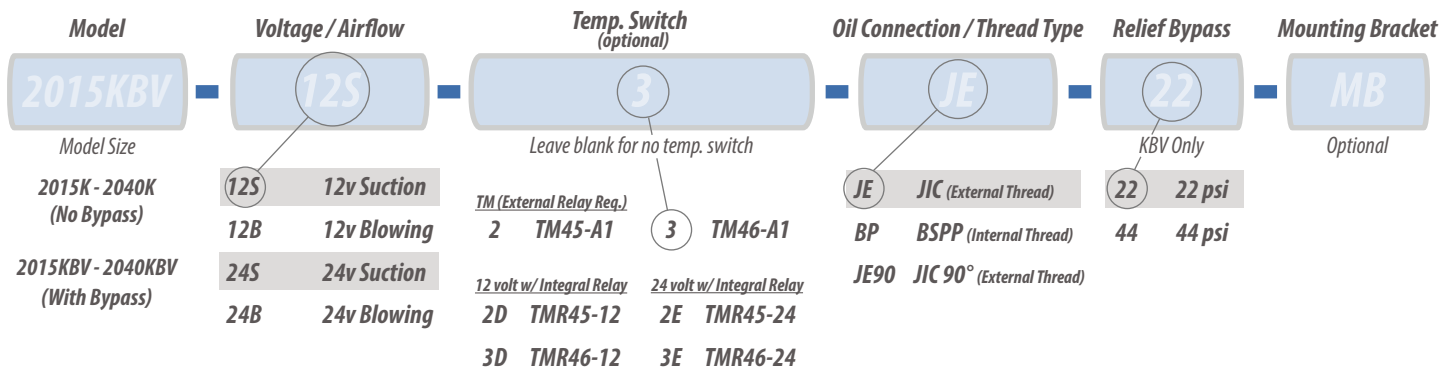 Model
Voltage / Airflow
Temp. Switch
(optional)
Oil Connection / Thread Type
Relief Bypass
Mounting Bracket
2015KBV - 12S - 3 - JE - 22 - MB
Model Size
Leave blank for no temp. switch
KBV Only
Optional
2015K - 2040K
(No Bypass)
2015KBV - 2040KBV
(With Bypass)
12S 12v Suction
12B 12v Blowing
24S 24v Suction
24B 24v Blowing
TM (External Relay Req.)
2 TM45-A1 3 TM46-A1
12 volt w/ Integral Relay 24 volt w/ Integral Relay
2D TMR45-12 2E TMR45-24
3D TMR46-12 3E TMR46-24
JE JIC (External Thread)
BP BSPP (Internal Thread)
JE90 JIC 90° (External Thread)
22 22 psi
44 44 psi